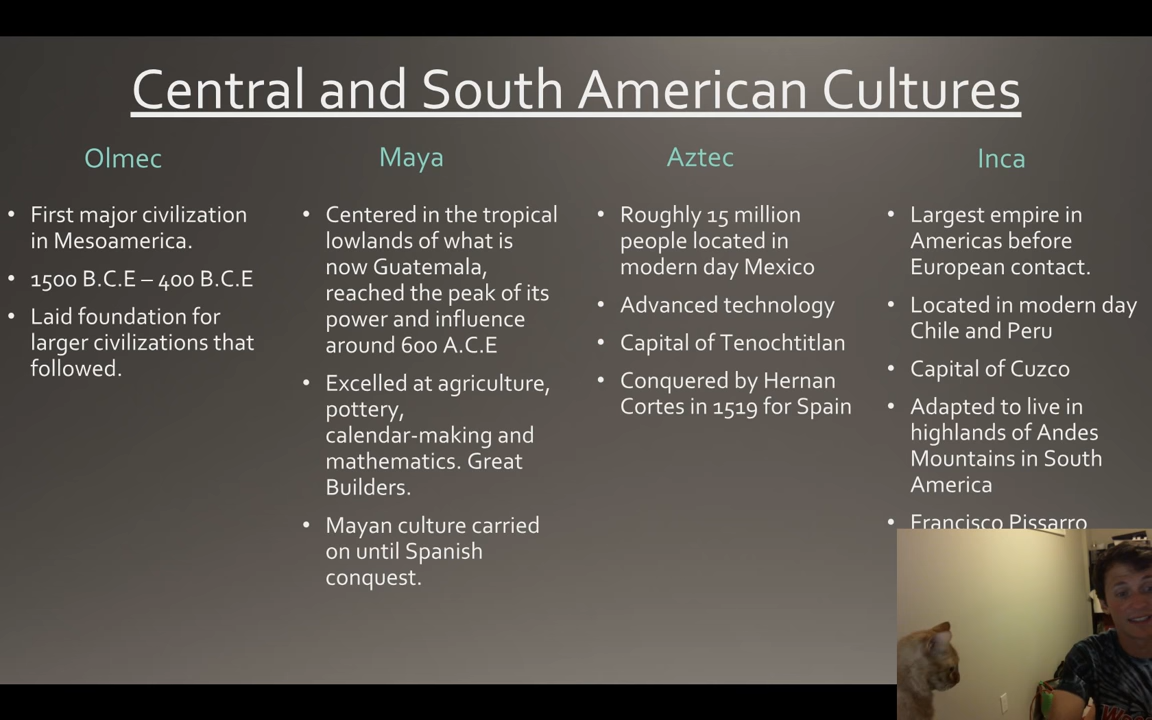 Central and South American Cultures
Olmec
• First major civilization
in Mesoamerica.
• 1500 B.C.E – 400 B.C.E
• Laid foundation for
larger civilizations that
followed.
Maya
• Centered in the tropical
lowlands of what is
now Guatemala,
reached the peak of its
power and influence
around 600 A.C.E
• Excelled at agriculture,
pottery,
calendar-making and
mathematics. Great
Builders.
• Mayan culture carried
on until Spanish
conquest.
Aztec
• Roughly 15 million
people located in
modern day Mexico
• Advanced technology
• Capital of Tenochtitlan
• Conquered by Hernan
Cortes in 1519 for Spain
Inca
• Largest empire in
Americas before
European contact.
• Located in modern day
Chile and Peru
• Capital of Cuzco
• Adapted to live in
highlands of Andes
Mountains in South
America
• Francisco Pissarro